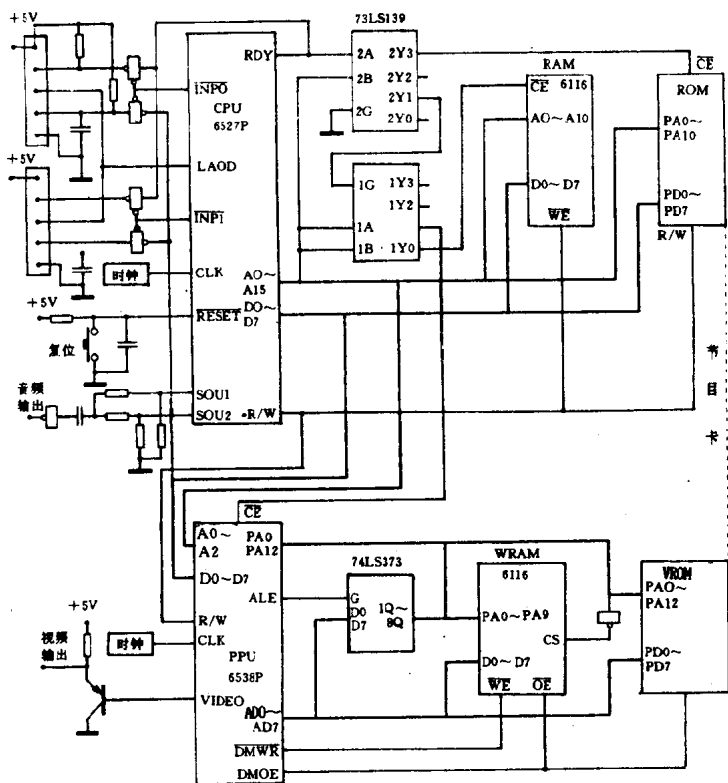 +5V
+5V
INP0
CPU
6527P
LAOD
INP1
时钟
CLK
+5V
RESET
复位
音频
输出
SOU1
SOU2
R/W
RDY
A0~
A15
D0~
D7
73LS139
2A 2Y3
2B 2Y2
2Y1
2G 2Y0
1G 1Y3
1Y2
1A
1B 1Y0
RAM
CE 6116
A0~A10
D0~D7
WE
CE
ROM
PA0~
PA10
PD0~
PD7
R/W
节
目
卡
CE
A0~
A2
PA0
PA12
D0~D7
ALE
R/W
时钟
CLK
PPU
6538P
VIDEO
AD0~
AD7
DMWR
DMOE
+5V
视频
输出
74LS373
G
D0
D7
1Q~
8Q
WRAM
6116
PA0~PA9
CS
D0~D7
WE OE
VROM
PA0~
PA12
PD0~
PD7